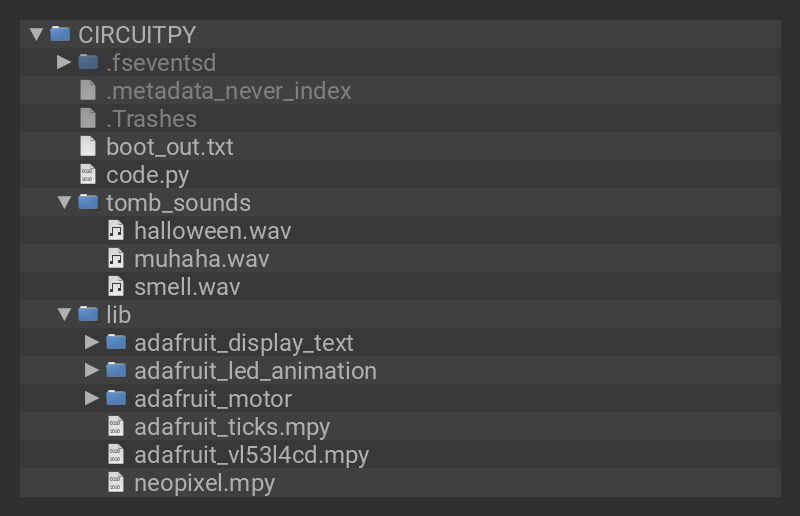 CIRCUITPY
.fseventsd
.metadata_never_index
.Trashes
boot_out.txt
code.py
tomb_sounds
halloween.wav
muhaha.wav
smell.wav
lib
adafruit_display_text
adafruit_led_animation
adafruit_motor
adafruit_ticks.mpy
adafruit_vl53l4cd.mpy
neopixel.mpy